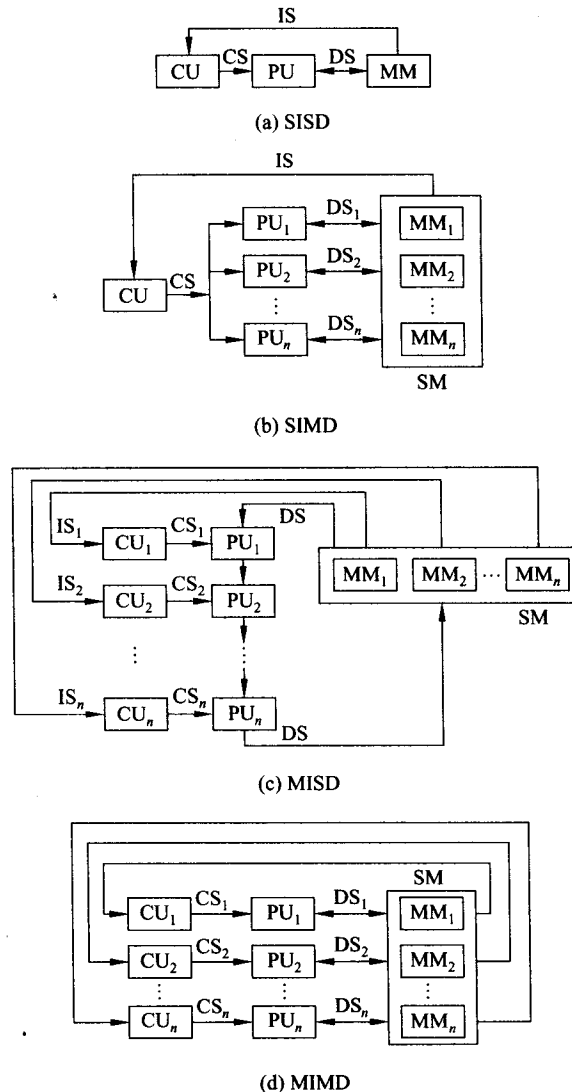 IS
CU CS PU DS MM
(a) SISD
IS
PU₁ DS₁ MM₁
CU CS PU₂ DS₂ MM₂
⋮ ⋮
PUₙ DSₙ MMₙ
SM
(b) SIMD
IS₁ CU₁ CS₁ PU₁ DS
MM₁ MM₂ ⋯ MMₙ
IS₂ CU₂ CS₂ PU₂
SM
⋮ ⋮
ISₙ CUₙ CSₙ PUₙ DS
(c) MISD
SM
CU₁ CS₁ PU₁ DS₁ MM₁
CU₂ CS₂ PU₂ DS₂ MM₂
⋮ ⋮ ⋮
CUₙ CSₙ PUₙ DSₙ MMₙ
(d) MIMD